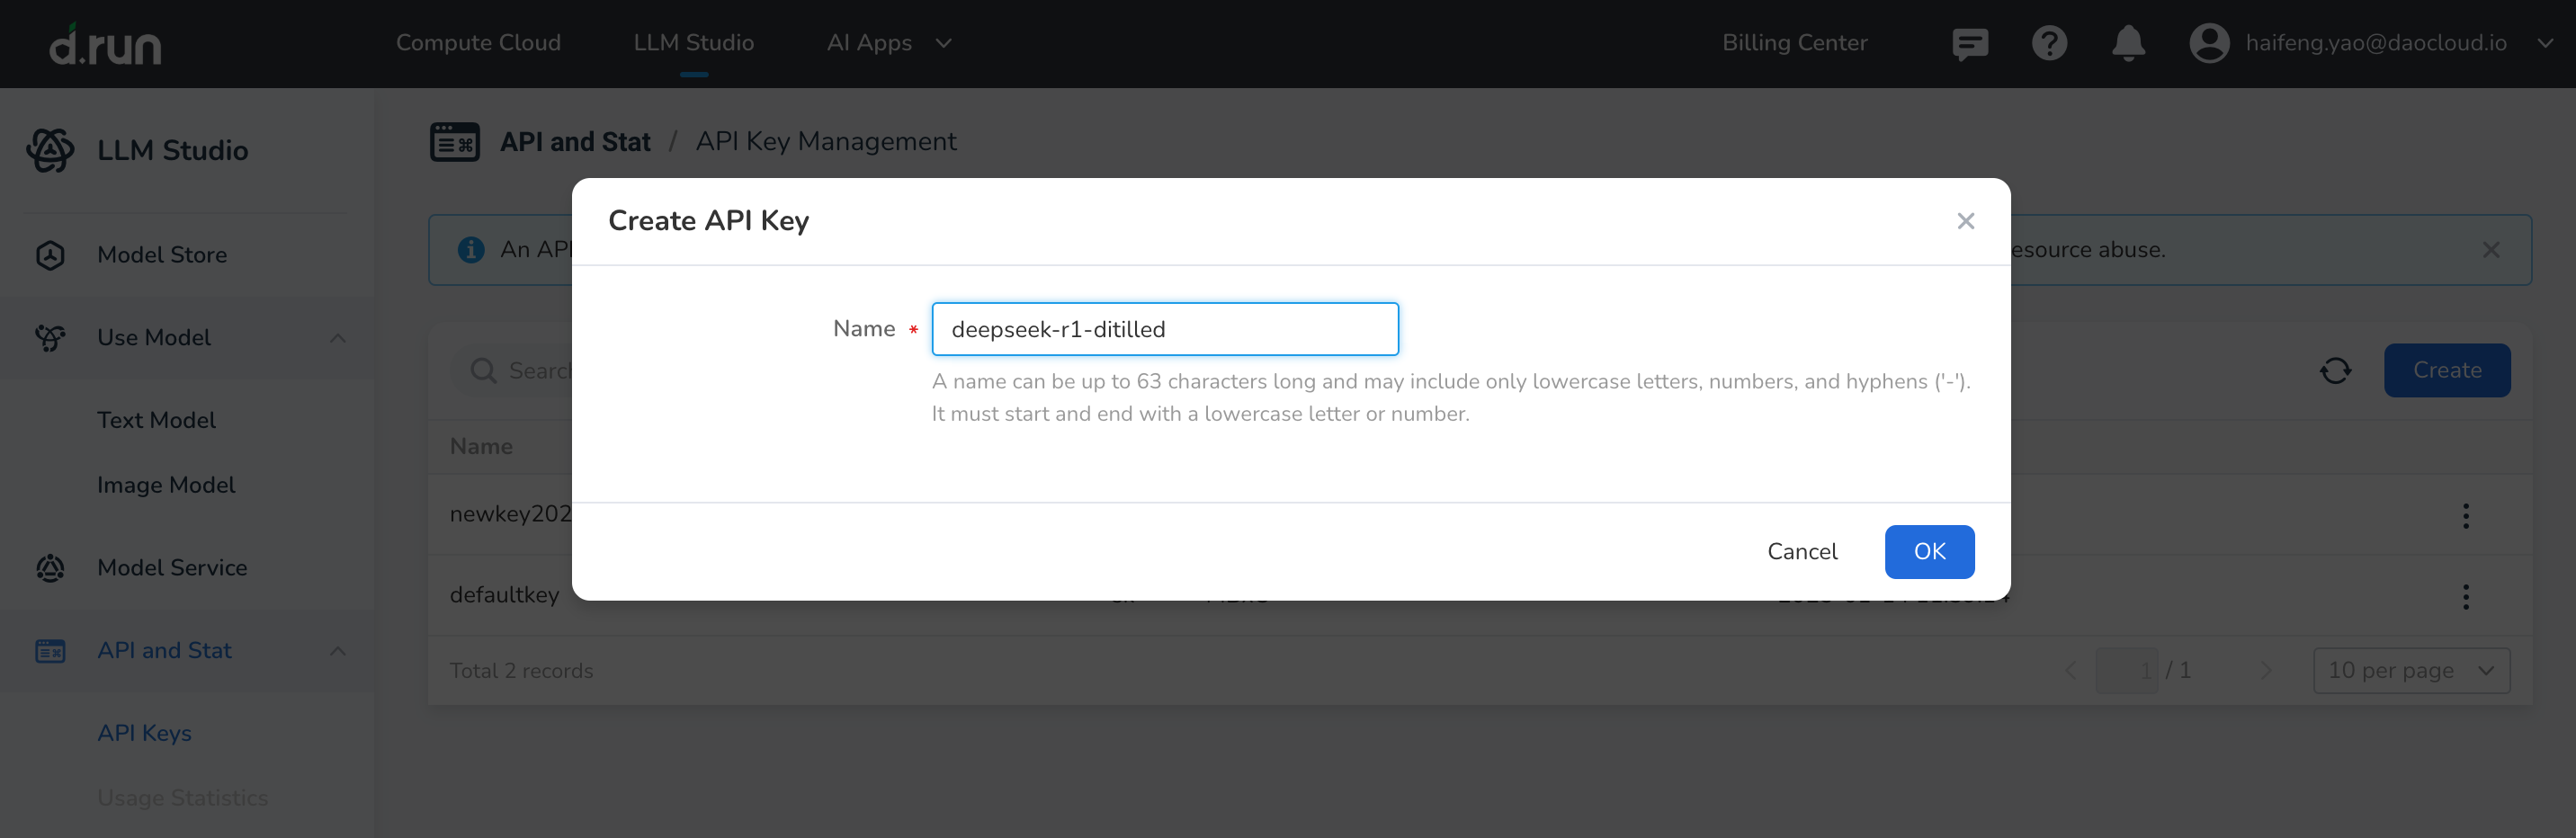 d.run
Compute Cloud
LLM Studio
AI Apps
Billing Center
haifeng.yao@daocloud.io
LLM Studio
API and Stat / API Key Management
Create API Key
An API
esource abuse.
Model Store
Use Model
Name *
deepseek-r1-ditilled
Search
Create
A name can be up to 63 characters long and may include only lowercase letters, numbers, and hyphens ('-').
It must start and end with a lowercase letter or number.
Text Model
Name
Image Model
newkey202
Cancel
OK
Model Service
defaultkey
API and Stat
Total 2 records
1 / 1
10 per page
API Keys
Usage Statistics